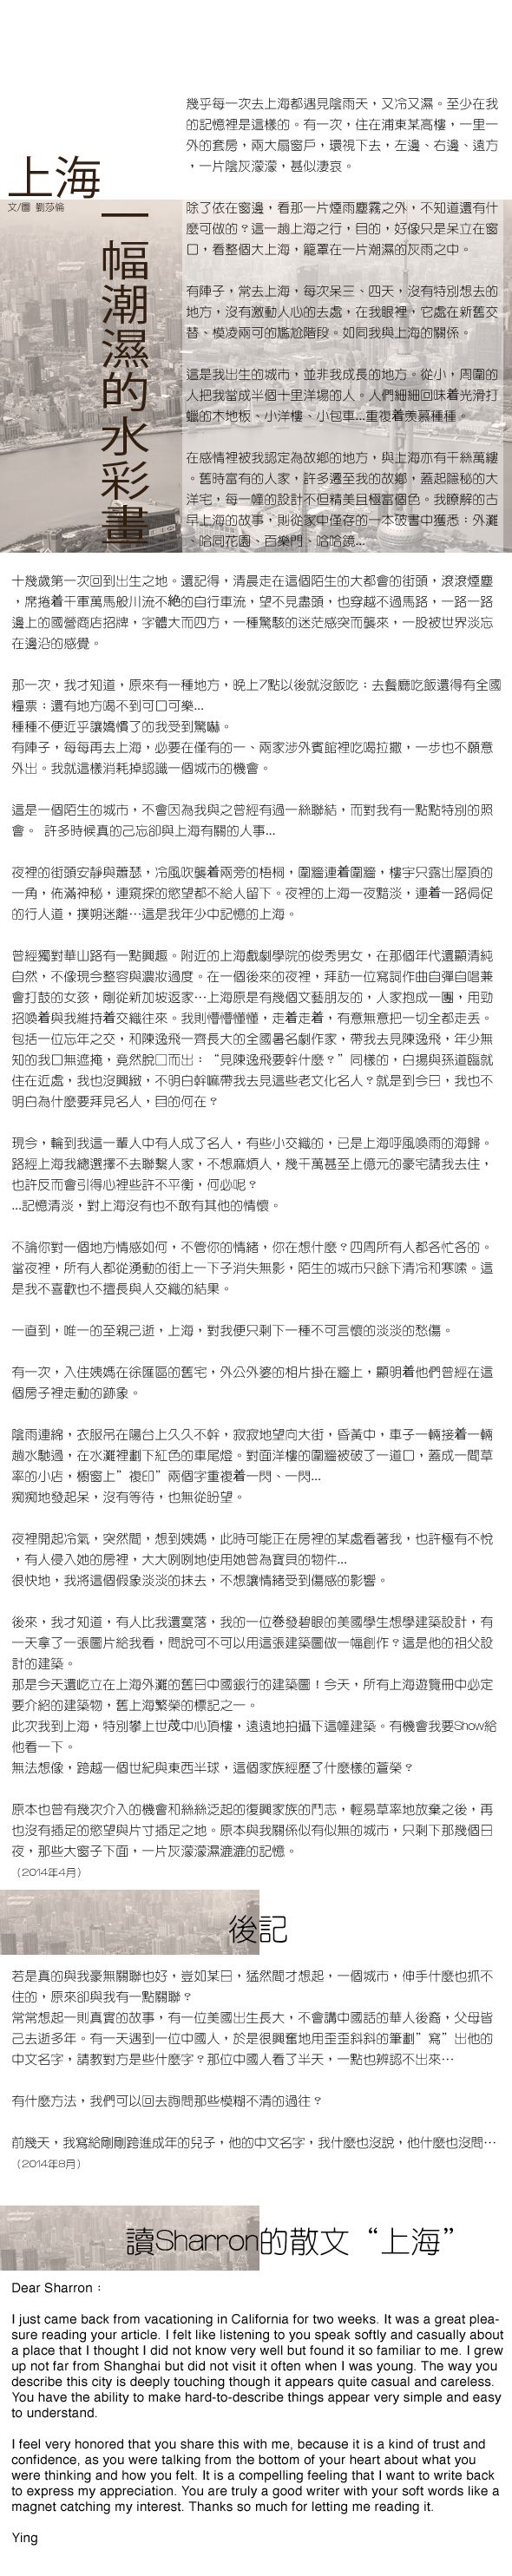 上海
一幅潮濕的水彩畫
文/圖 劉莎倫
幾乎每一次去上海都遇見陰雨天，又冷又濕。至少在我
的記憶裡是這樣的。有一次，住在浦東某高樓，一里一
外的套房，兩大扇窗戶，環視下去，左邊、右邊、遠方
，一片陰灰濛濛，甚似淒哀。
除了依在窗邊，看那一片煙雨塵霧之外，不知道還有什
麼可做的？這一趟上海之行，目的，好像只是呆立在窗
口，看整個大上海，籠罩在一片潮濕的灰雨之中。
有陣子，常去上海，每次呆三、四天，沒有特別想去的
地方，沒有激動人心的去處，在我眼裡，它處在新舊交
替、模凌兩可的尷尬階段。如同我與上海的關係。
這是我出生的城市，並非我成長的地方。從小，周圍的
人把我當成半個十里洋場的人。人們細細回味着光滑打
蠟的木地板、小洋樓、小包車...重複着羡慕種種。
在感情裡被我認定為故鄉的地方，與上海亦有千絲萬縷
。舊時富有的人家，許多遷至我的故鄉，蓋起隱秘的大
洋宅，每一幢的設計不但精美且極富個色。我瞭解的古
早上海的故事，則從家中僅存的一本破書中獲悉：外灘
、哈同花園、百樂門、哈哈鏡...
十幾歲第一次回到出生之地。還記得，清晨走在這個陌生的大都會的街頭，滾滾煙塵
，席捲着千軍萬馬般川流不絶的自行車流，望不見盡頭，也穿越不過馬路，一路一路
邊上的國營商店招牌，字體大而四方，一種驚駭的迷茫感突而襲來，一股被世界淡忘
在邊沿的感覺。
那一次，我才知道，原來有一種地方，晚上7點以後就沒飯吃；去餐廳吃飯還得有全國
糧票；還有地方喝不到可口可樂...
種種不便近乎讓嬌慣了的我受到驚嚇。
有陣子，每每再去上海，必要在僅有的一、兩家涉外賓館裡吃喝拉撒，一步也不願意
外出。我就這樣消耗掉認識一個城市的機會。
這是一個陌生的城市，不會因為我與之曾經有過一絲聯結，而對我有一點點特別的照
會。 許多時候真的己忘卻與上海有關的人事...
夜裡的街頭安靜與蕭瑟，冷風吹襲着兩旁的梧桐，圍牆連着圍牆，樓宇只露出屋頂的
一角，佈滿神秘，連窺探的慾望都不給人留下。夜裡的上海一夜黯淡，連着一路侷促
的行人道，撲朔迷離⋯這是我年少中記憶的上海。
曾經獨對華山路有一點興趣。附近的上海戲劇學院的俊秀男女，在那個年代還顯清純
自然，不像現今整容與濃妝過度。在一個後來的夜裡，拜訪一位寫詞作曲自彈自唱兼
會打鼓的女孩，剛從新加坡返家⋯上海原是有幾個文藝朋友的，人家抱成一團，用勁
招喚着與我維持着交織往來。我則懵懵懂懂，走着走着，有意無意把一切全都走丟。
包括一位忘年之交，和陳逸飛一齊長大的全國暑名劇作家，帶我去見陳逸飛，年少無
知的我口無遮掩，竟然脫□而出：“見陳逸飛要幹什麼？”同樣的，白揚與孫道臨就
住在近處，我也沒興緻，不明白幹嘛帶我去見這些老文化名人？就是到今日，我也不
明白為什麼要拜見名人，目的何在？
現今，輪到我這一輩人中有人成了名人，有些小交織的，已是上海呼風喚雨的海歸。
路經上海我總選擇不去聯繫人家，不想麻煩人，幾千萬甚至上億元的豪宅請我去住，
也許反而會引得心裡些許不平衡，何必呢？
...記憶清淡，對上海沒有也不敢有其他的情懷。
不論你對一個地方情感如何，不管你的情緒，你在想什麼？四周所有人都各忙各的。
當夜裡，所有人都從湧動的街上一下子消失無影，陌生的城市只餘下清冷和寒嗦。這
是我不喜歡也不擅長與人交織的結果。
一直到，唯一的至親己逝，上海，對我便只剩下一種不可言懷的淡淡的愁傷。
有一次，入住姨媽在徐匯區的舊宅，外公外婆的相片掛在牆上，顯明着他們曾經在這
個房子裡走動的跡象。
陰雨連綿，衣服吊在陽台上久久不幹，寂寂地望向大街，昏黃中，車子一輛接着一輛
趟水馳過，在水灘裡劃下紅色的車尾燈。對面洋樓的圍牆被破了一道口，蓋成一間草
率的小店，櫥窗上”複印”兩個字重複着一閃、一閃...
痴痴地發起呆，沒有等待，也無從盼望。
夜裡開起冷氣，突然間，想到姨媽，此時可能正在房裡的某處看著我，也許極有不悅
，有人侵入她的房裡，大大咧咧地使用她曾為寶貝的物件...
很快地，我將這個假象淡淡的抹去，不想讓情緒受到傷感的影響。
後來，我才知道，有人比我還寞落，我的一位卷發碧眼的美國學生想學建築設計，有
一天拿了一張圖片給我看，問說可不可以用這張建築圖做一幅創作？這是他的祖父設
計的建築。
那是今天還屹立在上海外灘的舊日中國銀行的建築圖！今天，所有上海遊覽冊中必定
要介紹的建築物，舊上海繁榮的標記之一。
此次我到上海，特別攀上世茂中心頂樓，遠遠地拍攝下這幢建築。有機會我要Show給
他看一下。
無法想像，跨越一個世紀與東西半球，這個家族經歷了什麼樣的蒼榮？
原本也曾有幾次介入的機會和絲絲泛起的復興家族的鬥志，輕易草率地放棄之後，再
也沒有插足的慾望與片寸插足之地。原本與我關係似有似無的城市，只剩下那幾個日
夜，那些大窗子下面，一片灰濛濛濕漉漉的記憶。
（2014年4月）
後記
若是真的與我豪無關聯也好，豈如某日，猛然間才想起，一個城市，伸手什麼也抓不
住的，原來卻與我有一點關聯？
常常想起一則真實的故事，有一位美國出生長大，不會講中國話的華人後裔，父母皆
己去逝多年。有一天遇到一位中國人，於是很興奮地用歪歪斜斜的筆劃”寫”出他的
中文名字，請教對方是些什麼字？那位中國人看了半天，一點也辨認不出來⋯
有什麼方法，我們可以回去詢問那些模糊不清的過往？
前幾天，我寫給剛剛跨進成年的兒子，他的中文名字，我什麼也沒說，他什麼也沒問⋯
（2014年8月）
讀Sharron的散文“上海”
Dear Sharron：
I just came back from vacationing in California for two weeks. It was a great plea-
sure reading your article. I felt like listening to you speak softly and casually about
a place that I thought I did not know very well but found it so familiar to me. I grew
up not far from Shanghai but did not visit it often when I was young. The way you
describe this city is deeply touching though it appears quite casual and careless.
You have the ability to make hard-to-describe things appear very simple and easy
to understand.
I feel very honored that you share this with me, because it is a kind of trust and
confidence, as you were talking from the bottom of your heart about what you
were thinking and how you felt. It is a compelling feeling that I want to write back
to express my appreciation. You are truly a good writer with your soft words like a
magnet catching my interest. Thanks so much for letting me reading it.
Ying